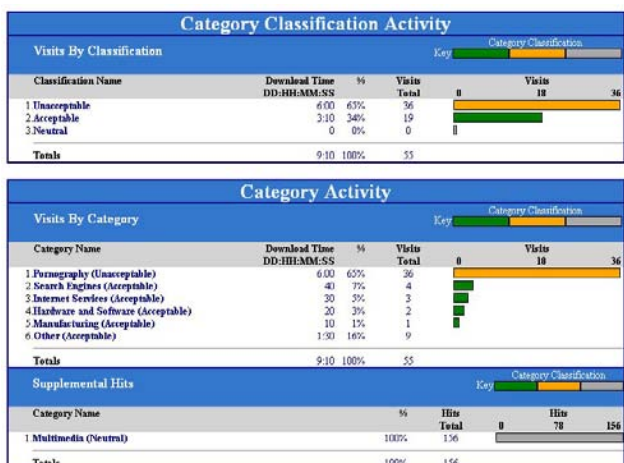 Category Classification Activity
Visits By Classification
Category Classification
Key
Classification Name Download Time % Visits Visits
DD:HH:MM:SS Total 0 18 36
1.Unacceptable 6:00 65% 36
2.Acceptable 3:10 34% 19
3.Neutral 0 0% 0
Totals 9:10 100% 55
Category Activity
Visits By Category
Category Classification
Key
Category Name Download Time % Visits Visits
DD:HH:MM:SS Total 0 18 36
1.Pornography (Unacceptable) 6:00 65% 36
2.Search Engines (Acceptable) 40 7% 4
3.Internet Services (Acceptable) 30 5% 3
4.Hardware and Software (Acceptable) 20 3% 2
5.Manufacturing (Acceptable) 10 1% 1
6.Other (Acceptable) 1:30 16% 9
Totals 9:10 100% 55
Supplemental Hits
Category Classification
Key
Category Name % Hits Hits
Total 0 78 156
1.Multimedia (Neutral) 100% 156
Totals 100% 156